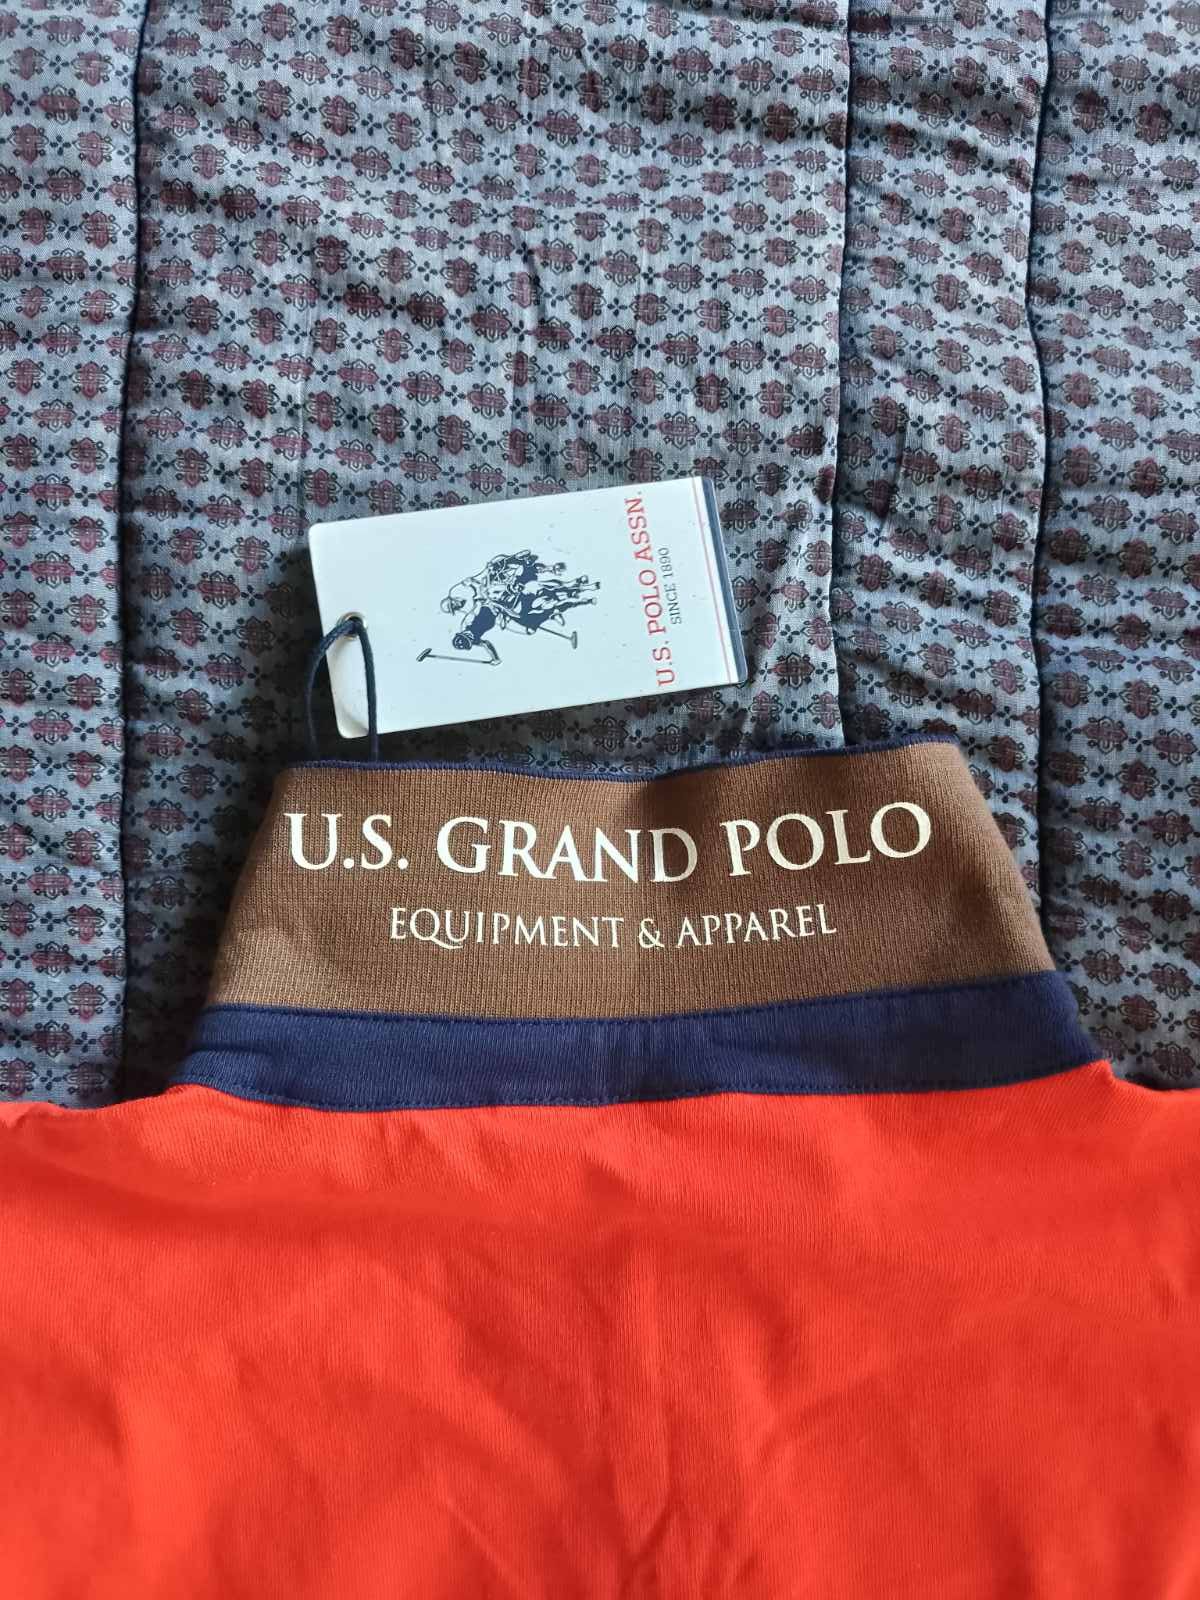 U.S. POLO ASSN.
SINCE 1890
U.S. GRAND POLO
EQUIPMENT & APPAREL